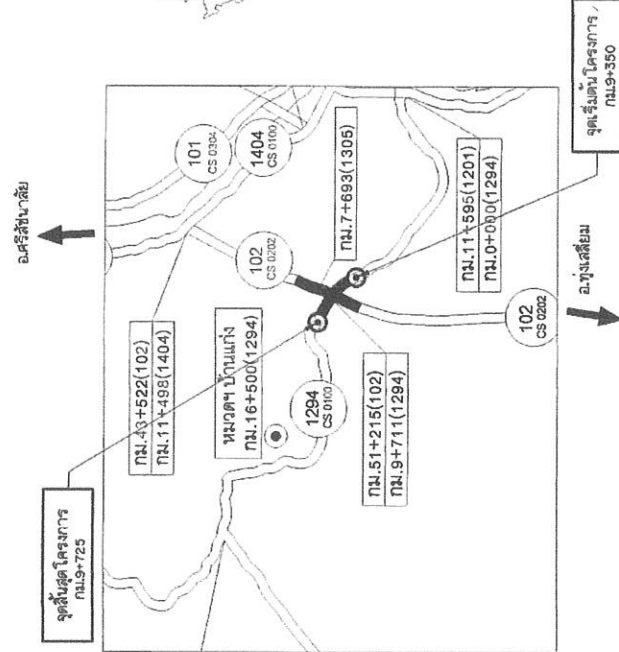 อ.ศรีสัชนาลัย
จุดสิ้นสุดโครงการ
กม.9+725
กม.43+522(102)
กม.11+498(1404)
102
CS 0202
101
CS 0304
1404
CS 0100
หมวดฯ บ้านแก่ง
กม.16+500(1294)
กม.7+693(1305)
1294
CS 0100
กม.51+215(102)
กม.9+711(1294)
กม.11+595(1201)
กม.0+000(1294)
102
CS 0202
อ.ทุ่งเสลี่ยม
จุดเริ่มต้นโครงการ
กม.9+350